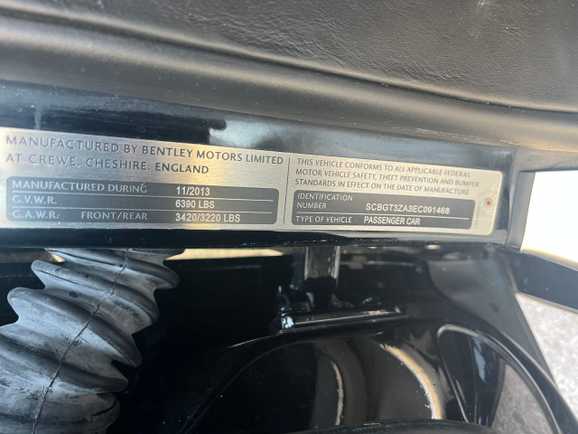 MANUFACTURED BY BENTLEY MOTORS LIMITED
AT CREWE, CHESHIRE, ENGLAND
MANUFACTURED DURING 11/2013
G.V.W.R. 6390 LBS
G.A.W.R. FRONT/REAR 3420/3220 LBS
THIS VEHICLE CONFORMS TO ALL APPLICABLE FEDERAL
MOTOR VEHICLE SAFETY, THEFT PREVENTION AND BUMPER
STANDARDS IN EFFECT ON THE DATE OF MANUFACTURE
IDENTIFICATION
NUMBER SCBGT3ZA3EC091468
TYPE OF VEHICLE PASSENGER CAR